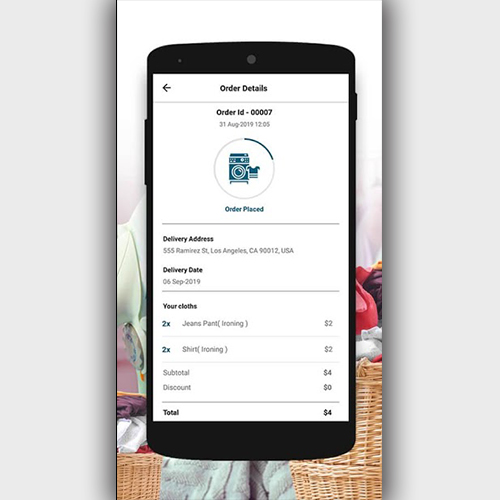 Order Details
Order Id - 00007
31 Aug-2019 12:05
Order Placed
Delivery Address
555 Ramirez St, Los Angeles, CA 90012, USA
Delivery Date
06 Sep-2019
Your cloths
2x Jeans Pant( Ironing ) $2
2x Shirt( Ironing ) $2
Subtotal $4
Discount $0
Total $4